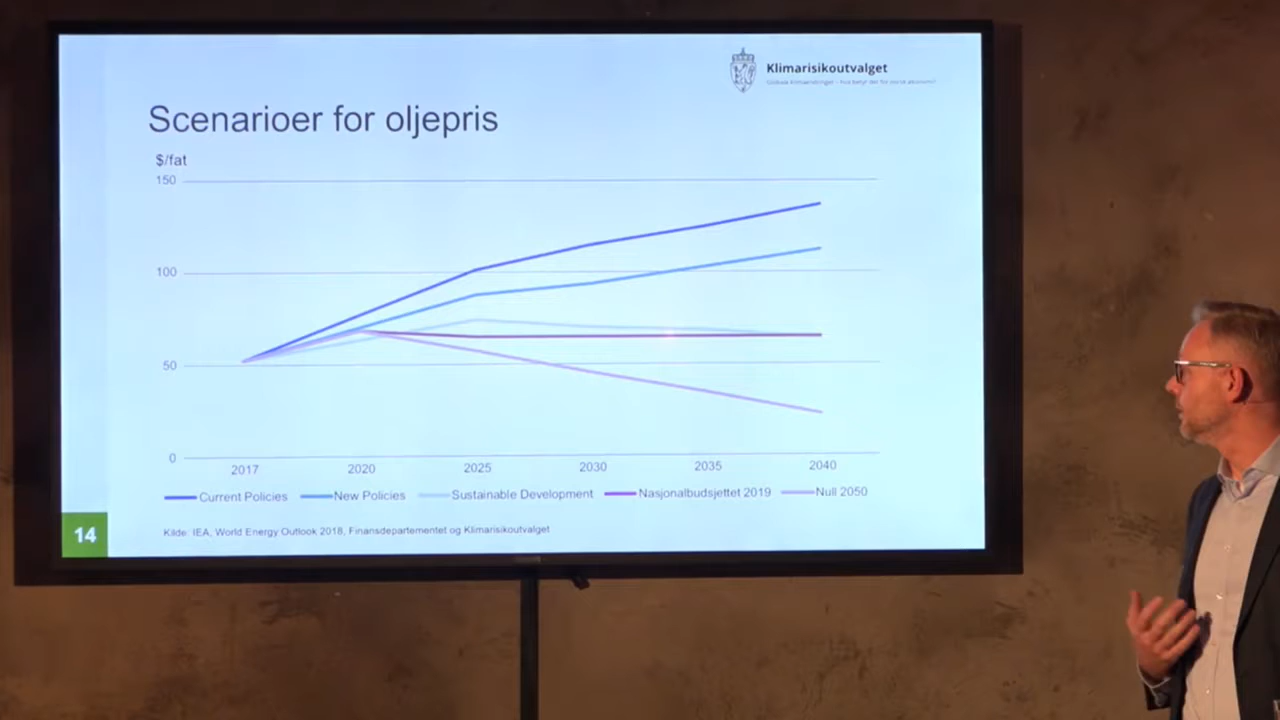 Klimarisikoutvalget
Scenarioer for oljepris
$/fat
150
100
50
0
2017 2020 2025 2030 2035 2040
Current Policies New Policies Sustainable Development Nasjonalbudsjettet 2019 Null 2050
Kilde: IEA, World Energy Outlook 2018, Finansdepartementet og Klimarisikoutvalget
14